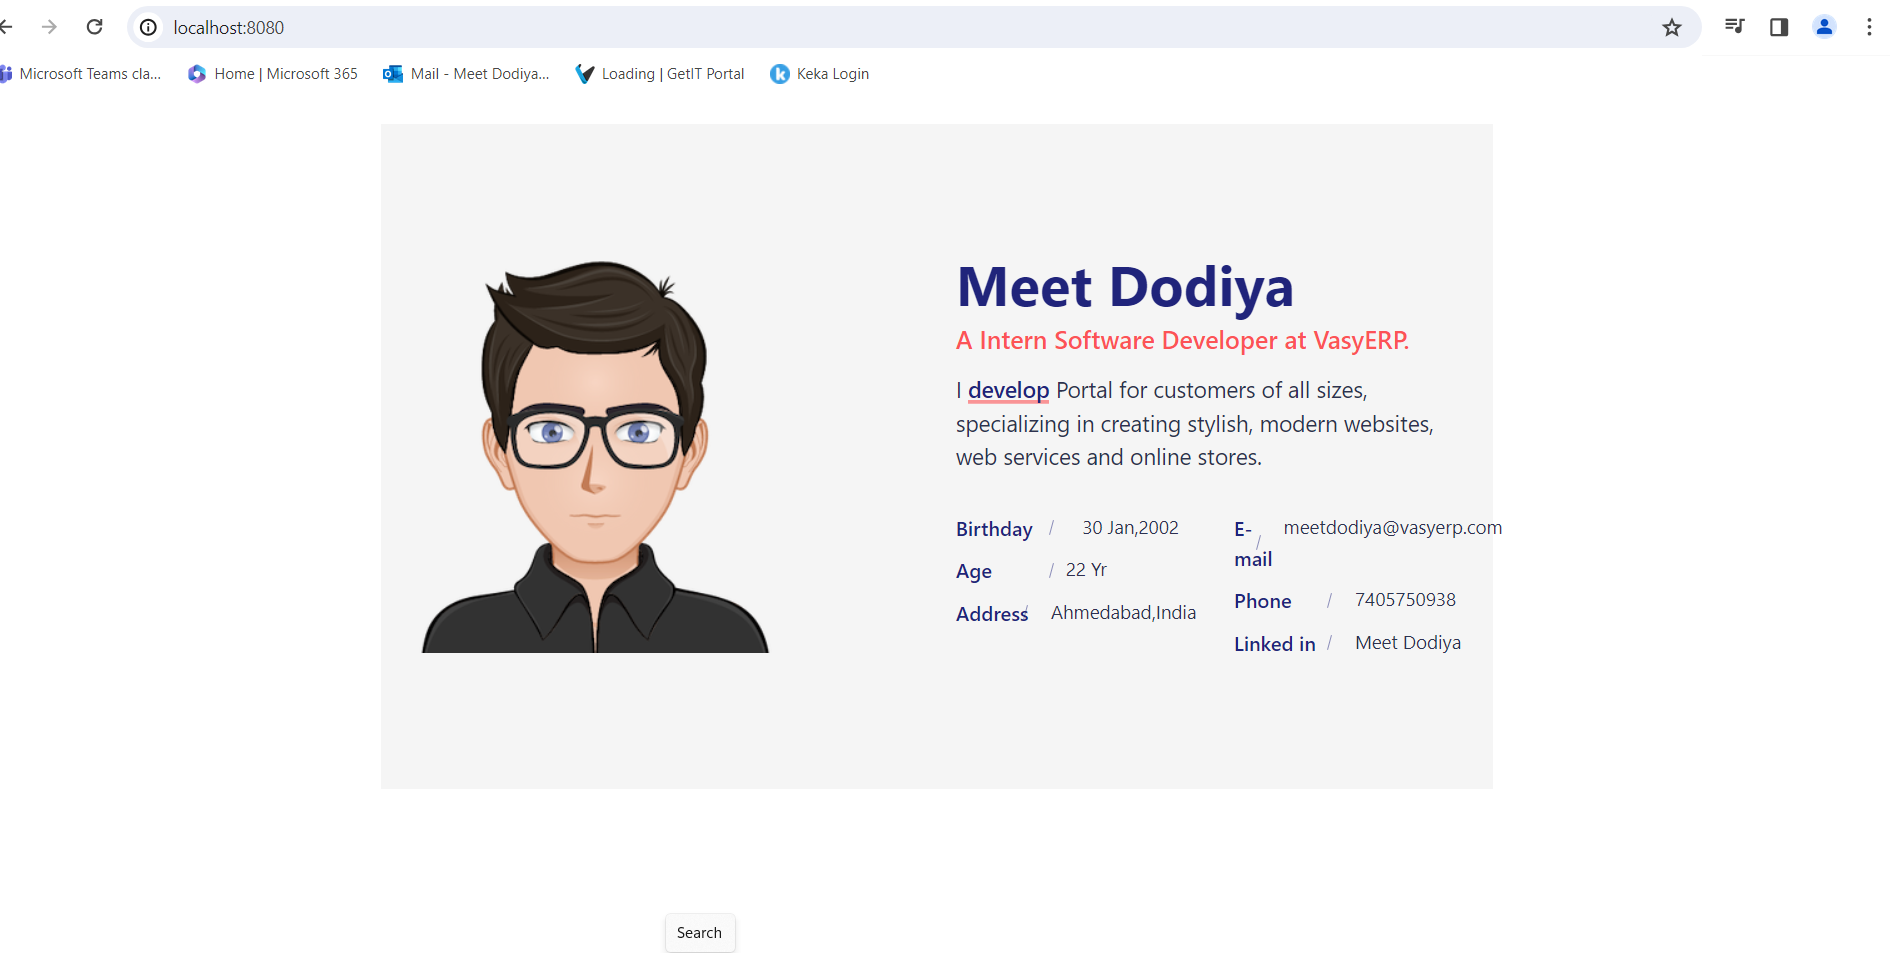 localhost:8080
Microsoft Teams cla...
Home | Microsoft 365
Mail - Meet Dodiya...
Loading | GetIT Portal
Keka Login
Meet Dodiya
A Intern Software Developer at VasyERP.
I develop Portal for customers of all sizes,
specializing in creating stylish, modern websites,
web services and online stores.
Birthday / 30 Jan,2002
Age / 22 Yr
Address / Ahmedabad,India
E- / meetdodiya@vasyerp.com
mail
Phone / 7405750938
Linked in / Meet Dodiya
Search